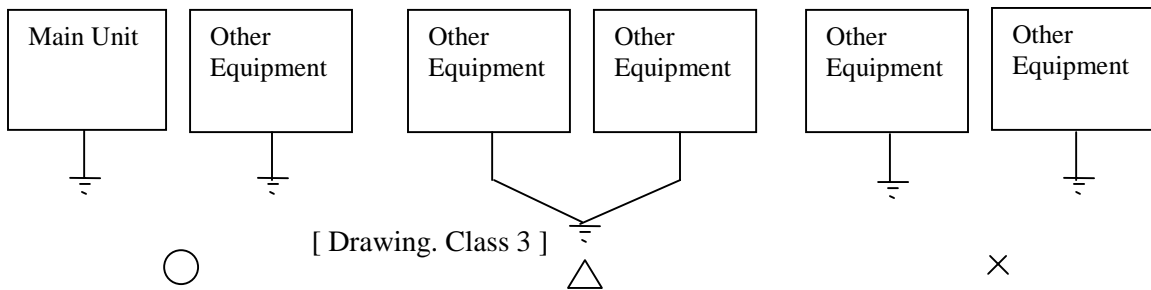 Main Unit
Other
Equipment
Other
Equipment
Other
Equipment
Other
Equipment
Other
Equipment
[ Drawing. Class 3 ]